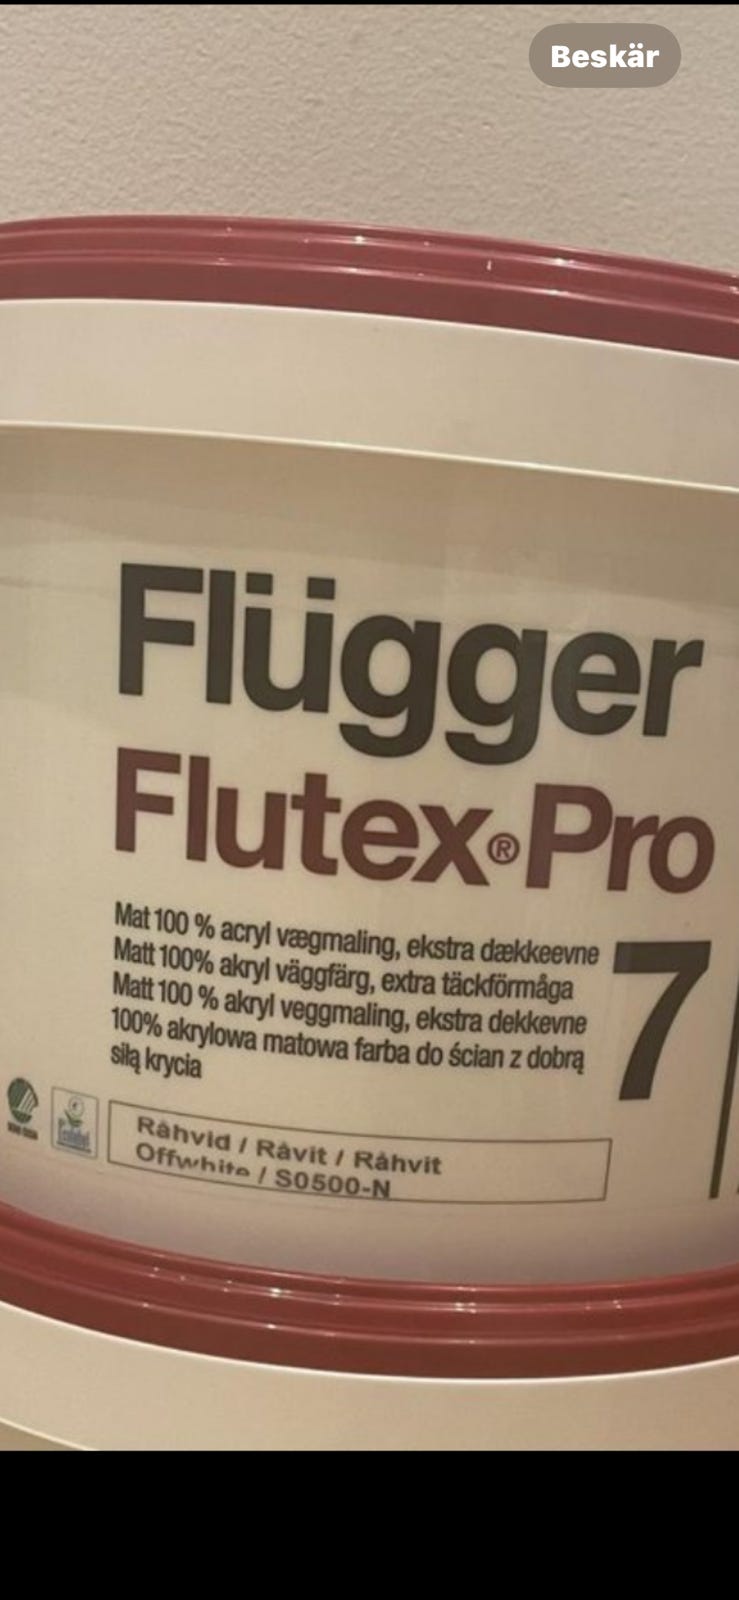 Beskär
Flügger
Flutex®Pro
7
Mat 100 % acryl vægmaling, ekstra dækkeevne
Matt 100% akryl väggfärg, extra täckförmåga
Matt 100 % akryl veggmaling, ekstra dekkevne
100% akrylowa matowa farba do ścian z dobrą
siłą krycia
Råhvid / Råvit / Råhvit
Offwhite / S0500-N